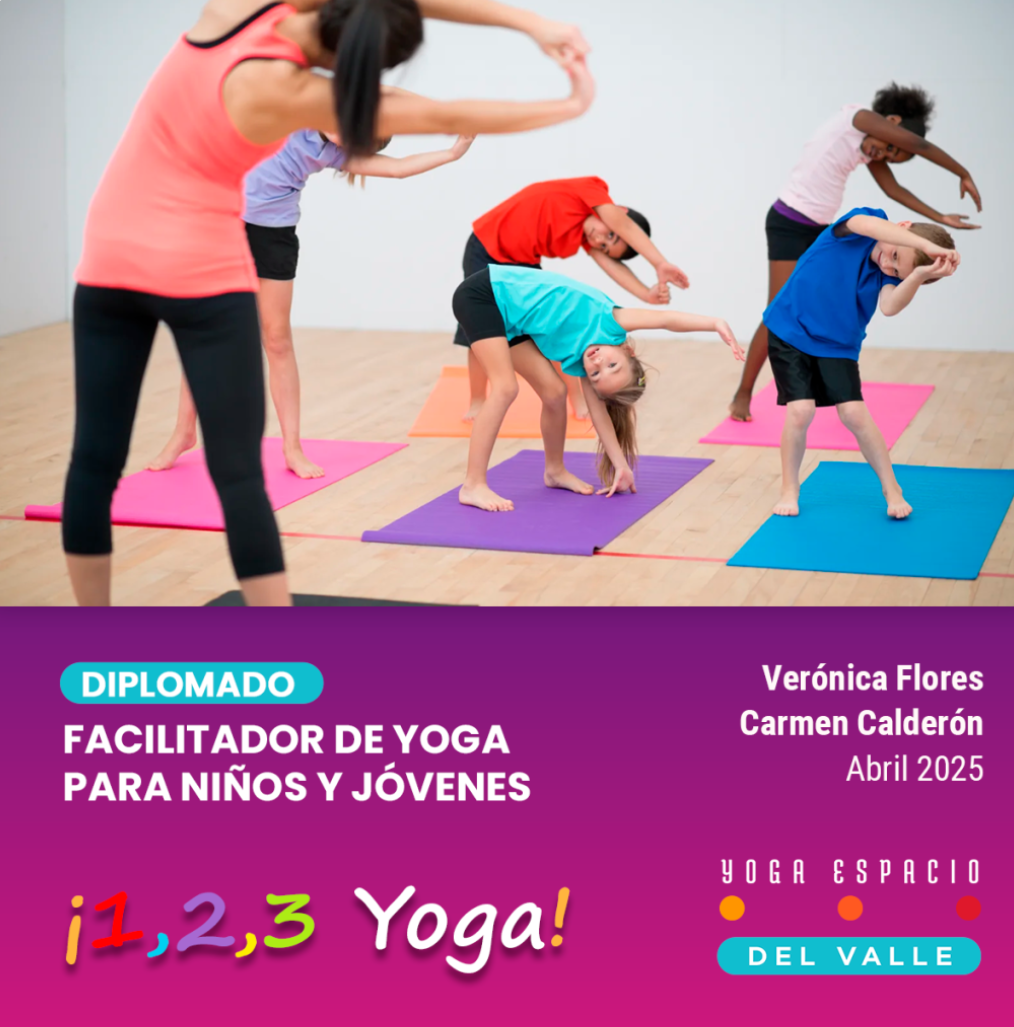 DIPLOMADO
FACILITADOR DE YOGA
PARA NIÑOS Y JÓVENES
¡1,2,3 Yoga!
Verónica Flores
Carmen Calderón
Abril 2025
YOGA ESPACIO
DEL VALLE